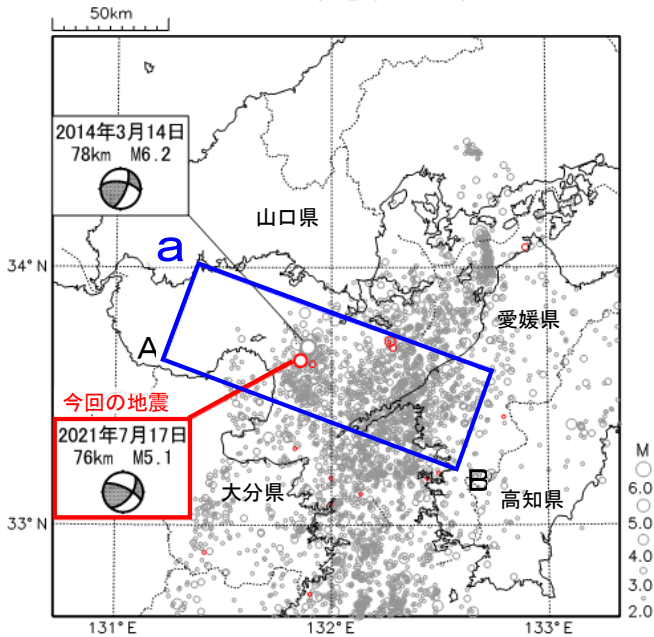 50km
2014年3月14日
78km M6.2
山口県
a
34°N
愛媛県
A
今回の地震
2021年7月17日
76km M5.1
大分県
B
高知県
M
6.0
5.0
4.0
3.0
2.0
33°N
131°E
132°E
133°E